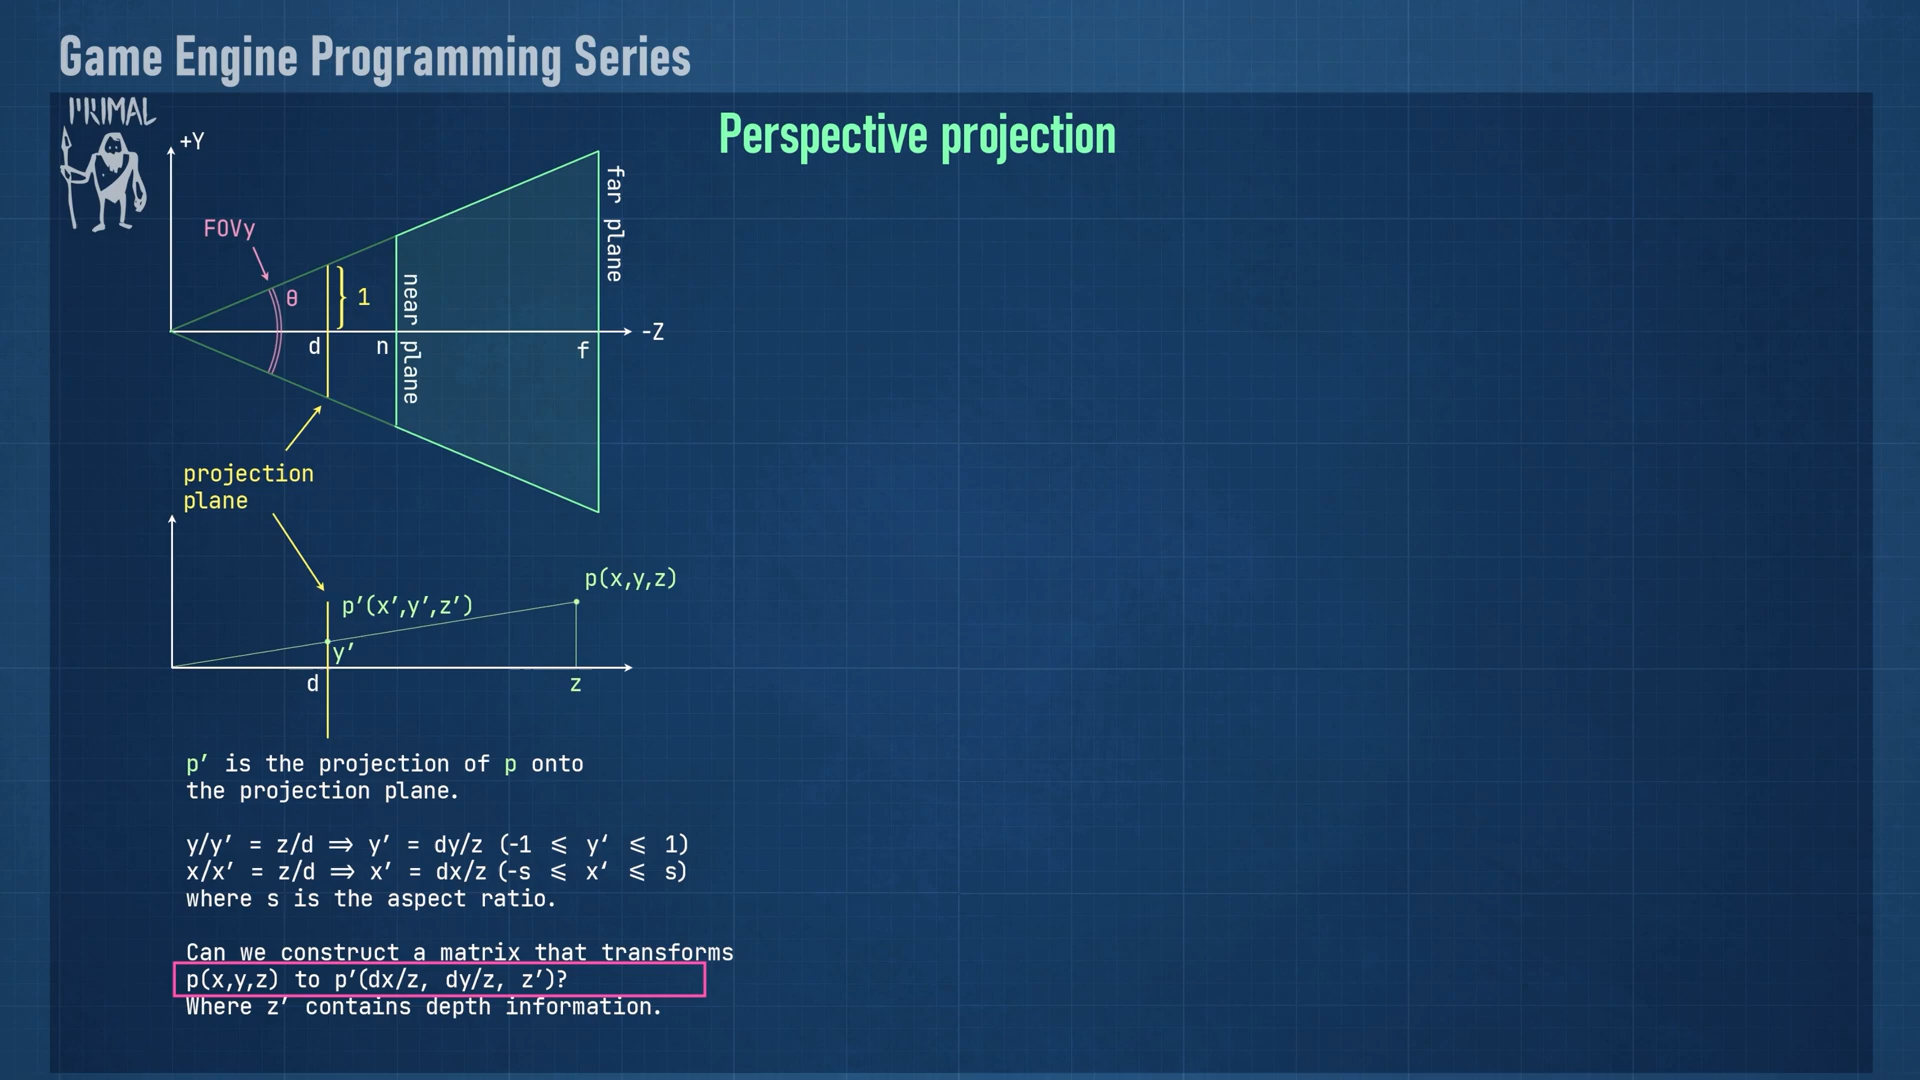 Game Engine Programming Series
PRIMAL
Perspective projection
+Y
far plane
FOVy
near plane
θ
} 1
-Z
d
n
f
projection
plane
p(x,y,z)
p’(x’,y’,z’)
y’
d
z
p’ is the projection of p onto
the projection plane.
y/y’ = z/d ⇒ y’ = dy/z (-1 ⩽ y‘ ⩽ 1)
x/x’ = z/d ⇒ x’ = dx/z (-s ⩽ x‘ ⩽ s)
where s is the aspect ratio.
Can we construct a matrix that transforms
p(x,y,z) to p’(dx/z, dy/z, z’)?
Where z’ contains depth information.